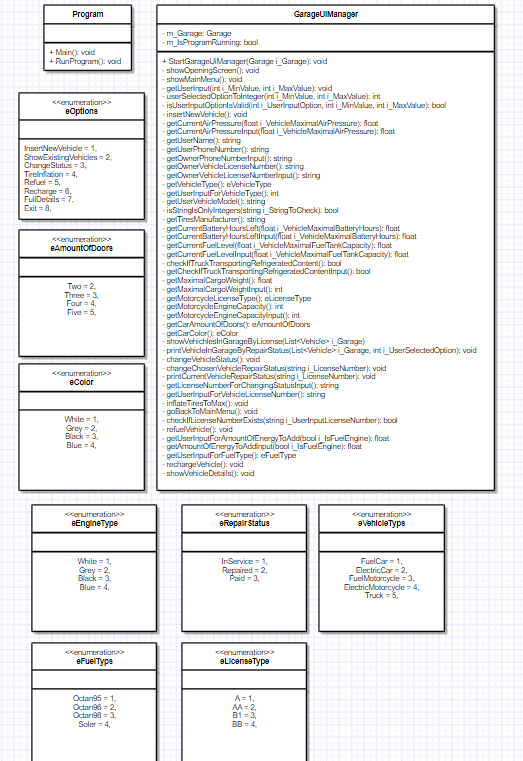 Program
+ Main(): void
+ RunProgram(): void
GarageUIManager
- m_Garage: Garage
- m_IsProgramRunning: bool
+ StartGarageUiManager(Garage i_Garage): void
- showOpeningScreen(): void
- showMainMenu(): void
- getUserInput(int i_MinValue, int i_MaxValue): void
- userSelectedOptionToInteger(int i_MinValue, int i_MaxValue): int
- isUserInputOptionIsValid(int i_UserInputOption, int i_MinValue, int i_MaxValue): bool
- insertNewVehicle(): void
- getCurrentAirPressure(float i_VehicleMaximalAirPressure): float
- getCurrentAirPressureInput(float i_VehicleMaximalAirPressure): float
- getUserName(): string
- getUserPhoneNumber(): string
- getOwnerPhoneNumberInput(): string
- getOwnerVehicleLicenseNumber(): string
- getOwnerVehicleLicenseNumberInput(): string
- getVehicleType(): eVehicleType
- getUserInputForVehicleType(): int
- getUserVehicleModel(): string
- isStringIsOnlyIntegers(string i_StringToCheck): bool
- getTiresManufacturer(): string
- getCurrentBatteryHoursLeft(float i_VehicleMaximalBatteryHours): float
- getCurrentBatteryHoursLeftInput(float i_VehicleMaximalBatteryHours): float
- getCurrentFuelLevel(float i_VehicleMaximalFuelTankCapacity): float
- getCurrentFuelLevelInput(float i_VehicleMaximalFuelTankCapacity): float
- checkIfTruckTransportingRefrigeratedContent(): bool
- getCheckIfTruckTransportingRefrigeratedContentInput(): bool
- getMaximalCargoWeight(): float
- getMaximalCargoWeightInput(): int
- getMotorcycleLicenseType(): eLicenseType
- getMotorcycleEngineCapacity(): int
- getMotorcycleEngineCapacityInput(): int
- getCarAmountOfDoors(): eAmountOfDoors
- getCarColor(): eColor
- showVehichlesInGarageByLicense(List<Vehicle> i_Garage)
- printVehicleInGarageByRepairStatus(List<Vehicle> i_Garage, int i_UserSelectedOption): void
- changeVehicleStatus(): void
- changeChosenVehicleRepairStatus(string i_LicenseNumber): void
- printCurrentVehicleRepairStatus(string i_LicenseNumber): void
- getLicenseNumberForChangingStatusInput(): string
- getUserInputForVehicleLicenseNumber(): string
- inflateTiresToMax(): void
- goBackToMainMenu(): void
- checkIfLicenseNumberExists(string i_UserInputLicenseNumber): bool
- refuelVehicle(): void
- getUserInputForAmountOfEnergyToAdd(bool i_IsFuelEngine): float
- getAmountOfEnergyToAddInput(bool i_IsFuelEngine): float
- getUserInputForFuelType(): eFuelType
- rechargeVehicle(): void
- showVehicleDetails(): void
<<enumeration>>
eOptions
InsertNewVehicle = 1,
ShowExistingVehicles = 2,
ChangeStatus = 3,
TireInflation = 4,
Refuel = 5,
Recharge = 6,
FullDetails = 7,
Exit = 8,
<<enumeration>>
eAmountOfDoors
Two = 2,
Three = 3,
Four = 4,
Five = 5,
<<enumeration>>
eColor
White = 1,
Grey = 2,
Black = 3,
Blue = 4,
<<enumeration>>
eEngineType
White = 1,
Grey = 2,
Black = 3,
Blue = 4,
<<enumeration>>
eRepairStatus
InService = 1,
Repaired = 2,
Paid = 3,
<<enumeration>>
eVehicleTyps
FuelCar = 1,
ElectricCar = 2,
FuelMotorcycle = 3,
ElectricMotorcycle = 4,
Truck = 5,
<<enumeration>>
eFuelTyps
Octan95 = 1,
Octan96 = 2,
Octan98 = 3,
Soler = 4,
<<enumeration>>
eLicenseType
A = 1,
AA = 2,
B1 = 3,
BB = 4,